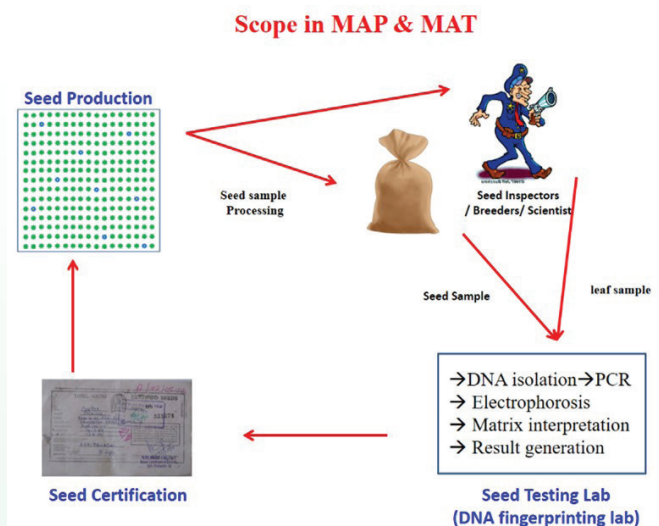 Scope in MAP & MAT
Seed Production
Seed sample
Processing
Seed Inspectors
/ Breeders/ Scientist
Seed Sample
leaf sample
→DNA isolation→PCR
→ Electrophorosis
→ Matrix interpretation
→ Result generation
Seed Certification
Seed Testing Lab
(DNA fingerprinting lab)